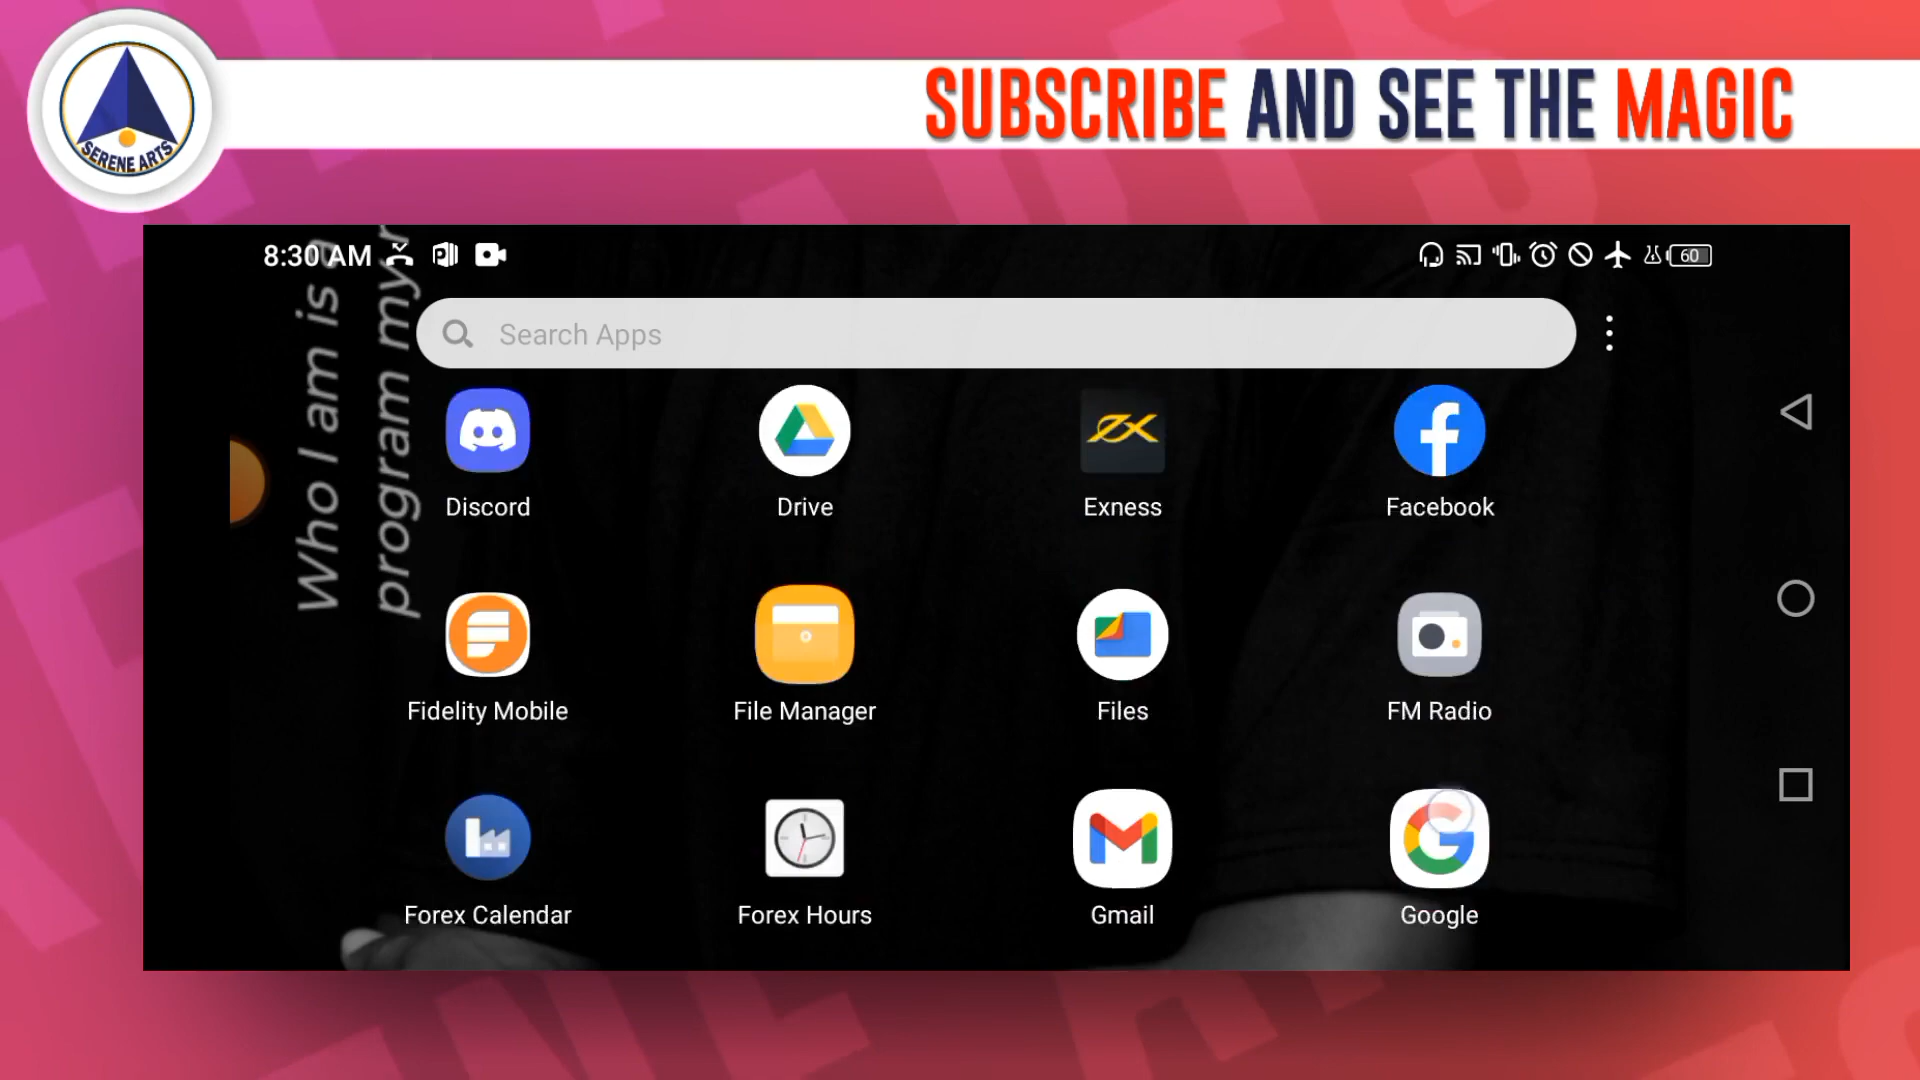 SUBSCRIBE AND SEE THE MAGIC
SERENE ARTS
8:30 AM
60
Who I am is a
program myr
Search Apps
Discord
Drive
Exness
Facebook
Fidelity Mobile
File Manager
Files
FM Radio
Forex Calendar
Forex Hours
Gmail
Google